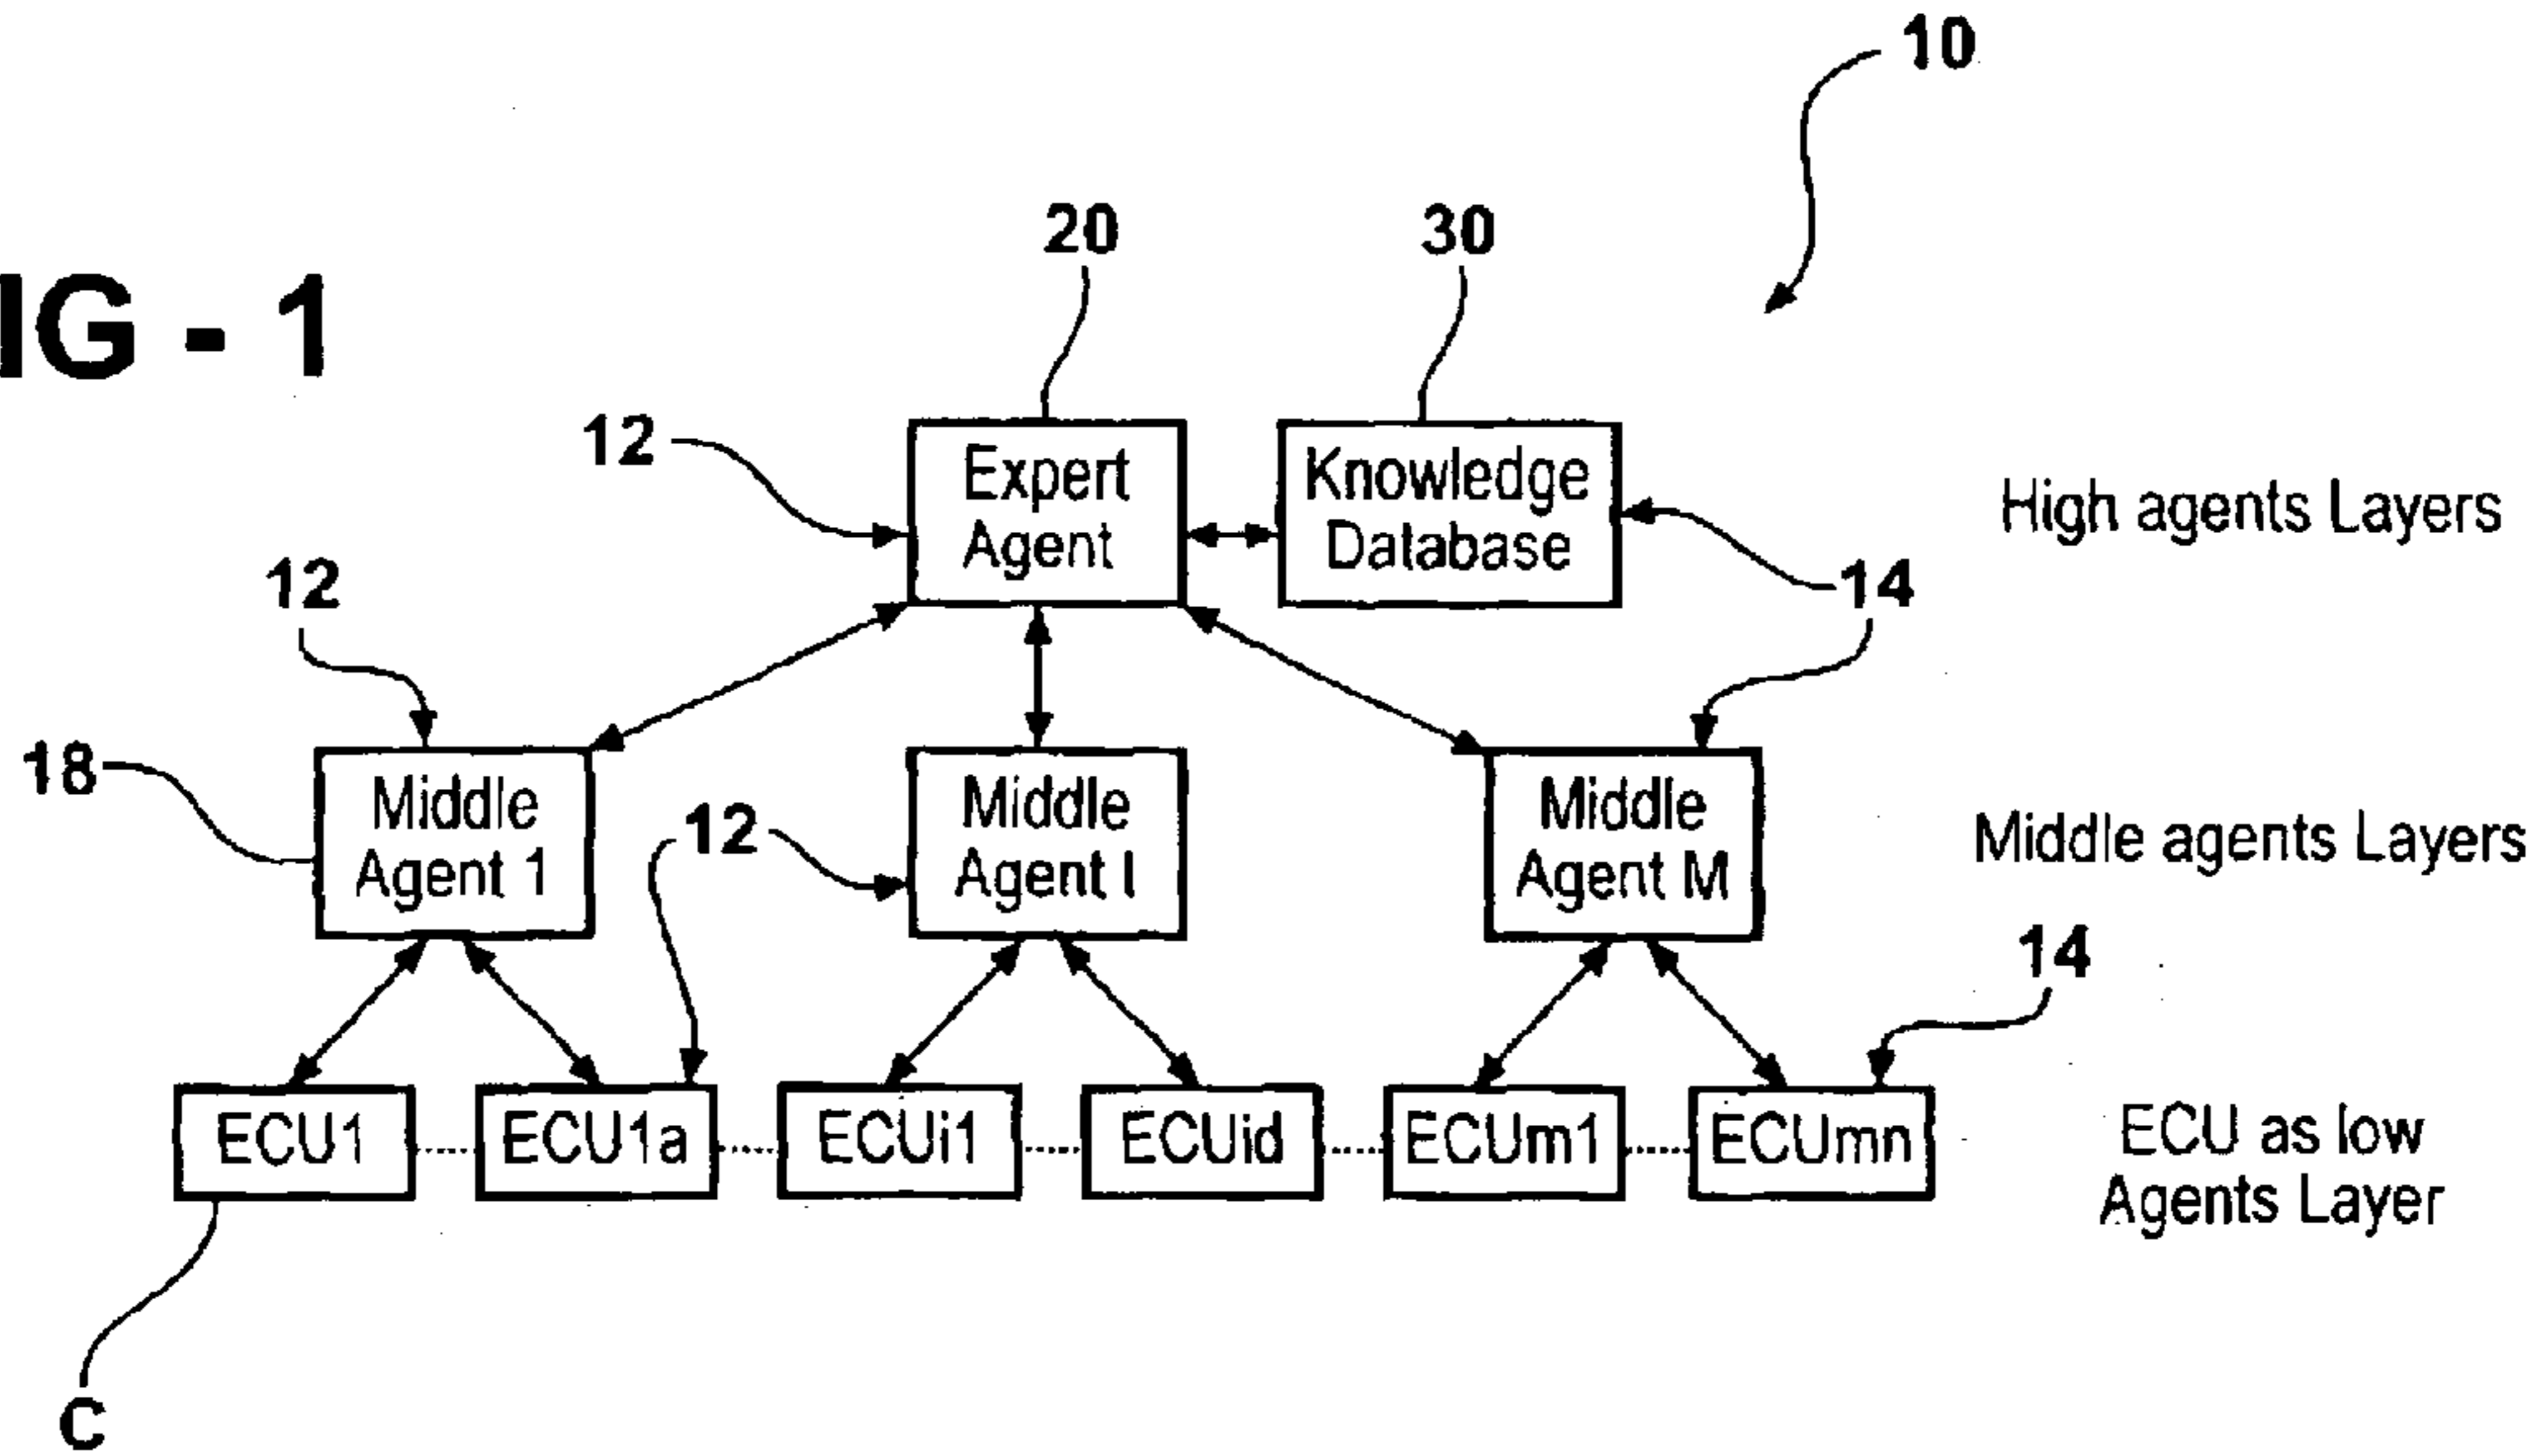 10
20
30
IG - 1
12
Expert
Agent
Knowledge
Database
High agents Layers
12
14
18
Middle
Agent 1
12
Middle
Agent I
Middle
Agent M
Middle agents Layers
14
ECU1
ECU1a
ECUi1
ECUid
ECUm1
ECUmn
ECU as low
Agents Layer
C